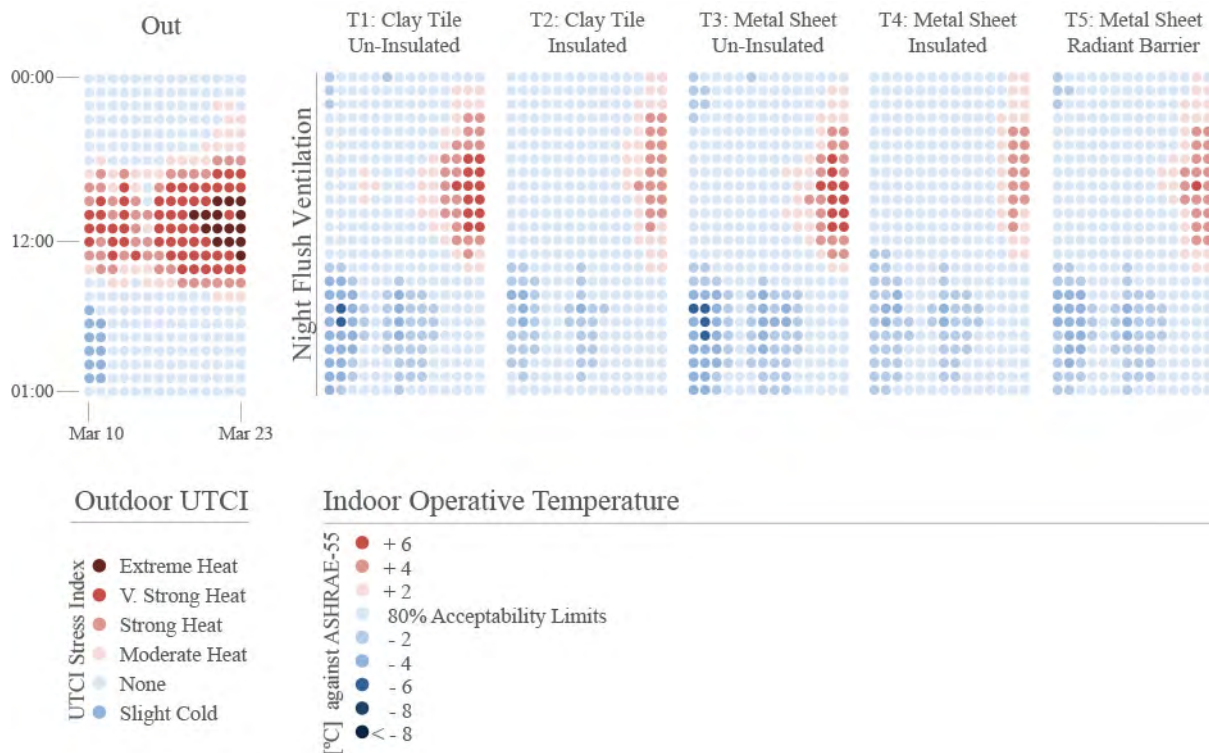 Out
T1: Clay Tile
Un-Insulated
T2: Clay Tile
Insulated
T3: Metal Sheet
Un-Insulated
T4: Metal Sheet
Insulated
T5: Metal Sheet
Radiant Barrier
00:00
12:00
01:00
Mar 10
Mar 23
Night Flush Ventilation
Outdoor UTCI
UTCI Stress Index
Extreme Heat
V. Strong Heat
Strong Heat
Moderate Heat
None
Slight Cold
Indoor Operative Temperature
[°C] against ASHRAE-55
+ 6
+ 4
+ 2
80% Acceptability Limits
- 2
- 4
- 6
- 8
< - 8